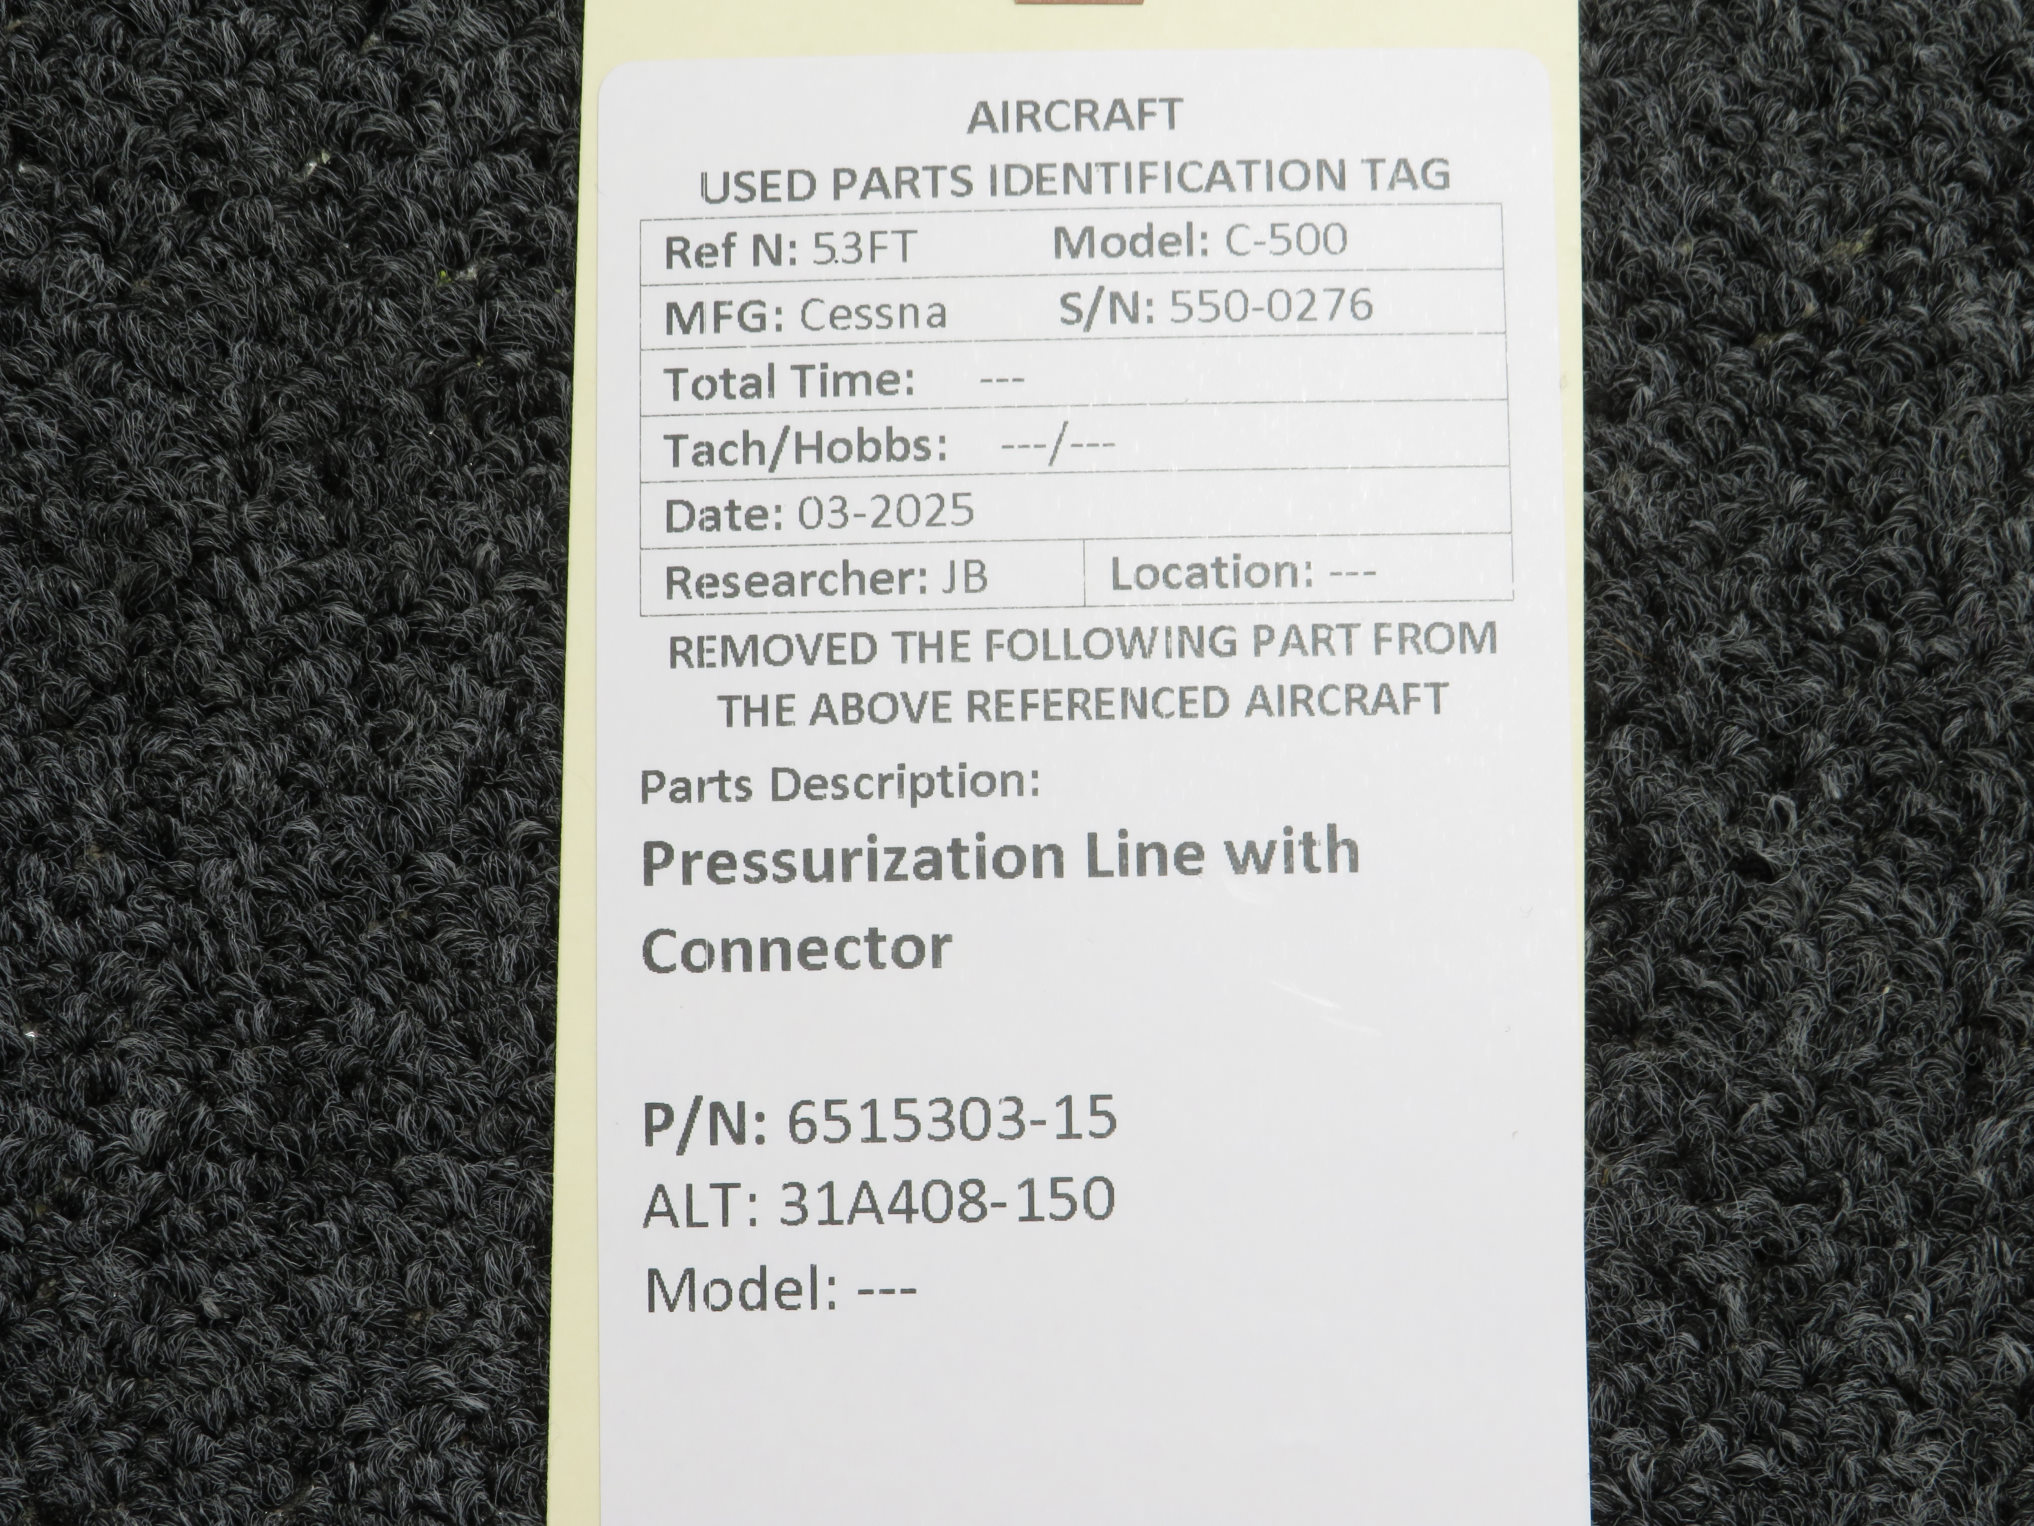 AIRCRAFT
USED PARTS IDENTIFICATION TAG
Ref N: 53FT Model: C-500
MFG: Cessna S/N: 550-0276
Total Time: ---
Tach/Hobbs: ---/---
Date: 03-2025
Researcher: JB Location: ---
REMOVED THE FOLLOWING PART FROM
THE ABOVE REFERENCED AIRCRAFT
Parts Description:
Pressurization Line with
Connector
P/N: 6515303-15
ALT: 31A408-150
Model: ---